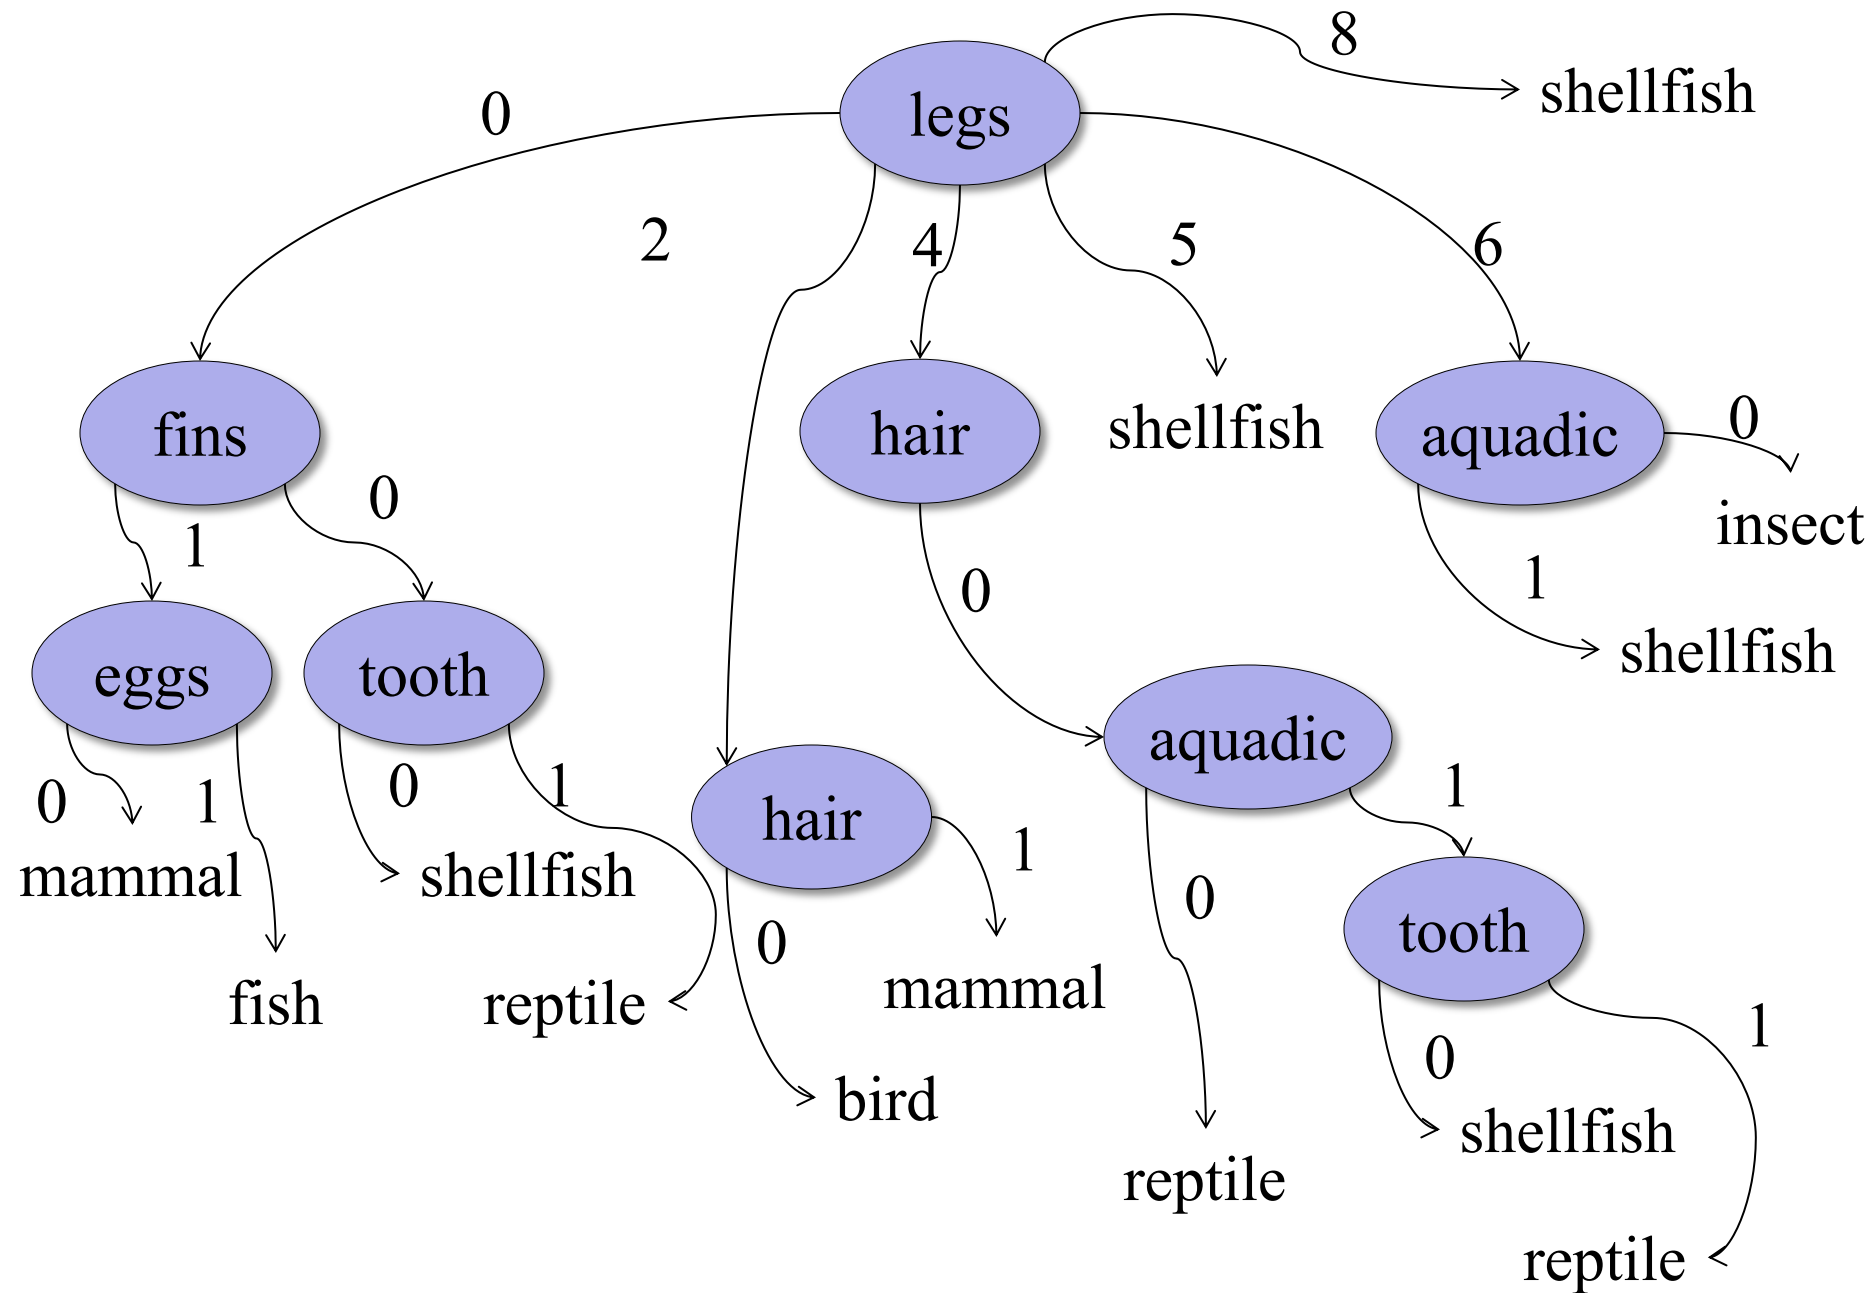 8
shellfish
legs
0
2
4
5
6
fins
hair
shellfish
aquadic
0
insect
1
0
0
1
shellfish
eggs
tooth
aquadic
0
1
0
1
hair
1
1
mammal
shellfish
0
tooth
0
mammal
fish
reptile
bird
0
1
shellfish
reptile
reptile